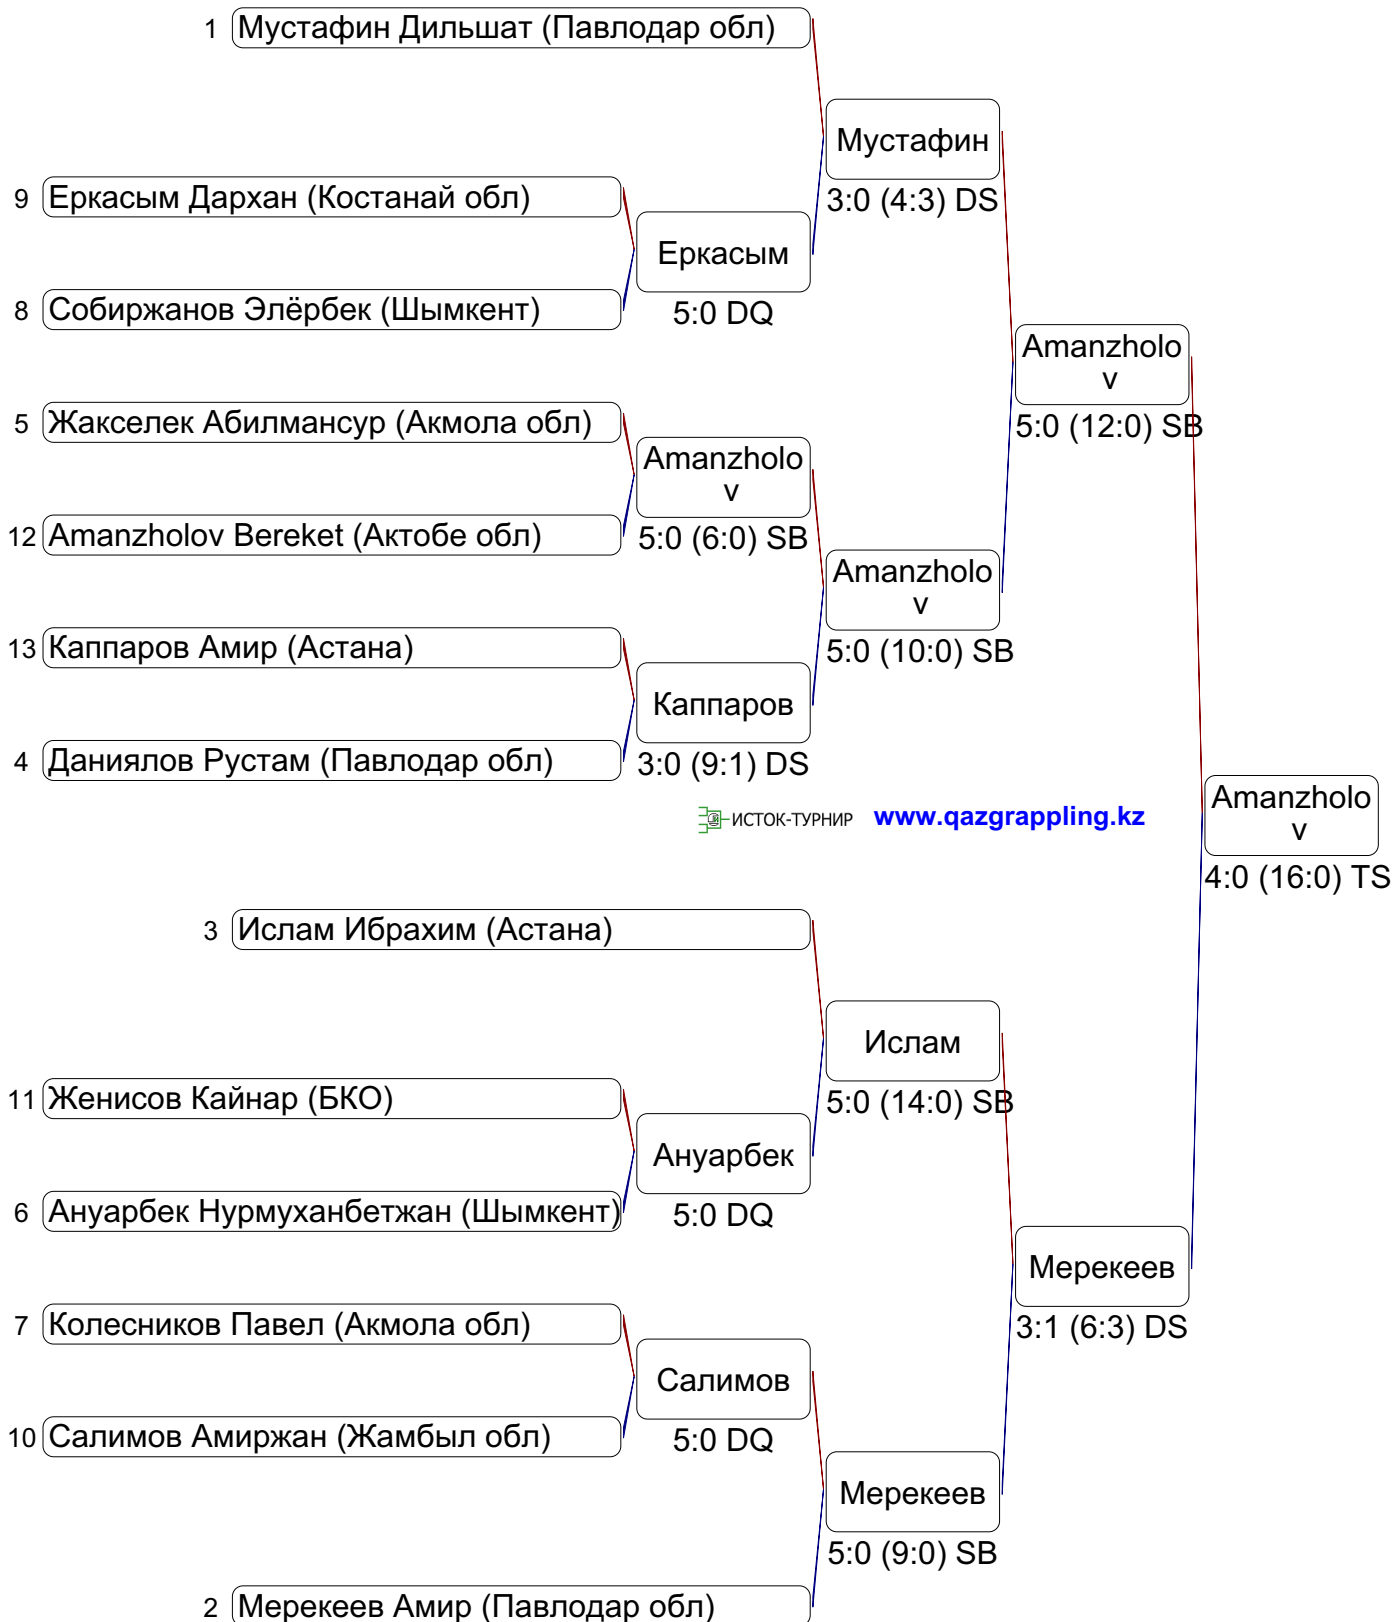 1 Мустафин Дильшат (Павлодар обл)
Мустафин
3:0 (4:3) DS
9 Еркасым Дархан (Костанай обл)
Еркасым
5:0 DQ
8 Собиржанов Элёрбек (Шымкент)
Amanzholo
v
5:0 (12:0) SB
5 Жакселек Абилмансур (Акмола обл)
Amanzholo
v
5:0 (6:0) SB
12 Amanzholov Bereket (Актобе обл)
Amanzholo
v
5:0 (10:0) SB
13 Каппаров Амир (Астана)
Каппаров
3:0 (9:1) DS
4 Даниялов Рустам (Павлодар обл)
ИСТОК-ТУРНИР www.qazgrappling.kz
Amanzholo
v
4:0 (16:0) TS
3 Ислам Ибрахим (Астана)
Ислам
5:0 (14:0) SB
11 Женисов Кайнар (БКО)
Ануарбек
5:0 DQ
6 Ануарбек Нурмуханбетжан (Шымкент)
Мерекеев
3:1 (6:3) DS
7 Колесников Павел (Акмола обл)
Салимов
5:0 DQ
10 Салимов Амиржан (Жамбыл обл)
Мерекеев
5:0 (9:0) SB
2 Мерекеев Амир (Павлодар обл)